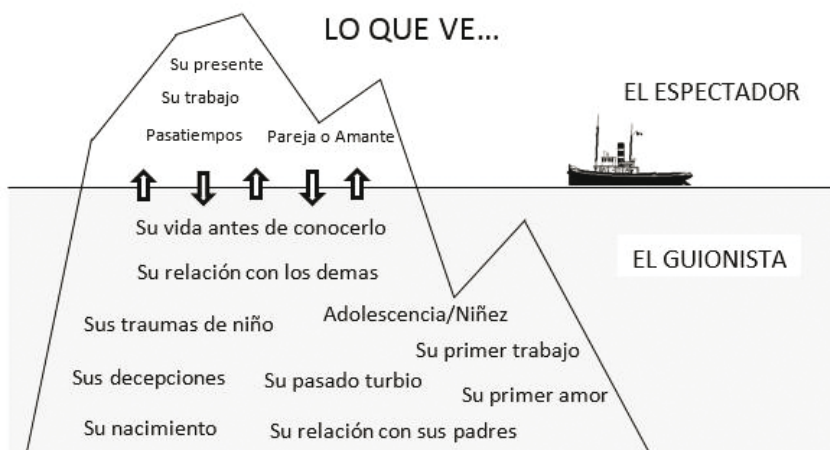 LO QUE VE...
Su presente
EL ESPECTADOR
Su trabajo
Pasatiempos
Pareja o Amante
Su vida antes de conocerlo
EL GUIONISTA
Su relación con los demas
Adolescencia/Niñez
Sus traumas de niño
Su primer trabajo
Sus decepciones
Su pasado turbio
Su primer amor
Su nacimiento
Su relación con sus padres